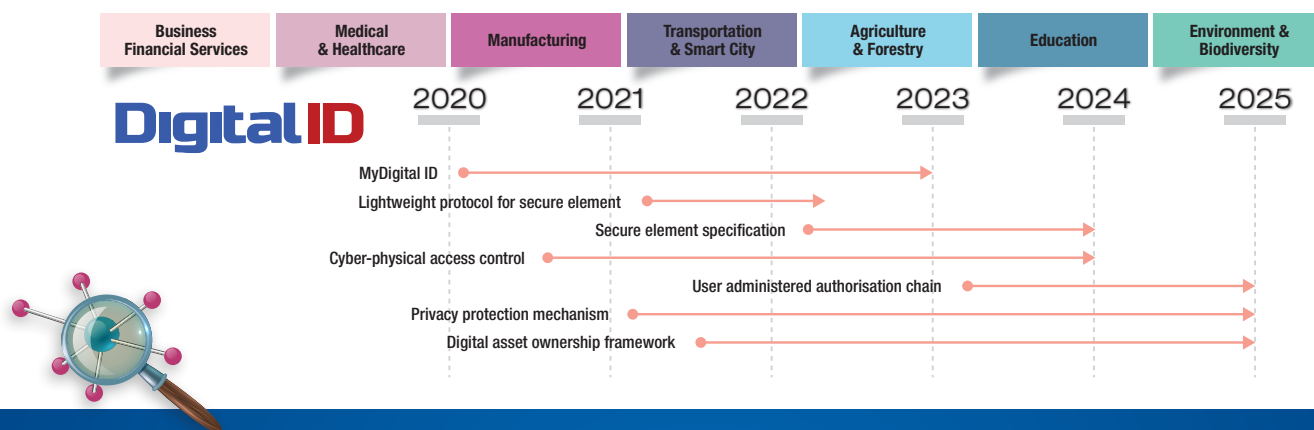 Business
Financial Services
Medical
& Healthcare
Manufacturing
Transportation
& Smart City
Agriculture
& Forestry
Education
Environment &
Biodiversity
Digital ID
2020 2021 2022 2023 2024 2025
MyDigital ID
Lightweight protocol for secure element
Secure element specification
Cyber-physical access control
User administered authorisation chain
Privacy protection mechanism
Digital asset ownership framework